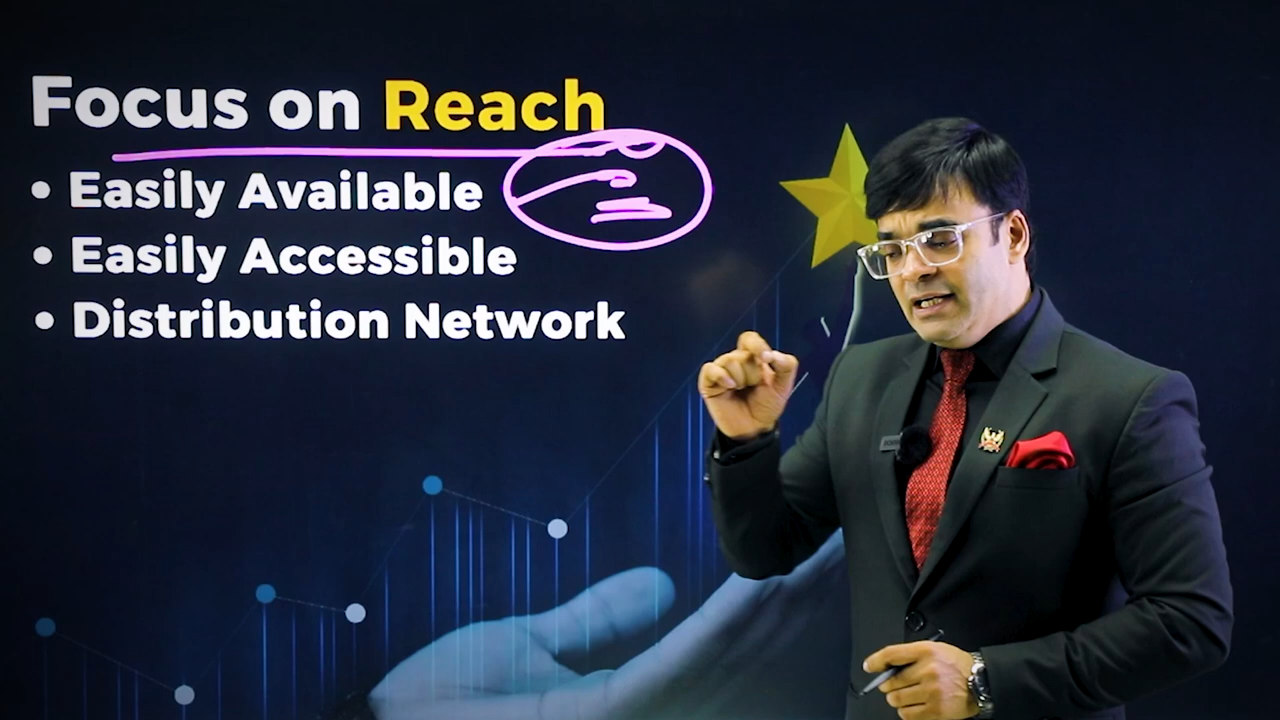 Focus on Reach
• Easily Available
• Easily Accessible
• Distribution Network